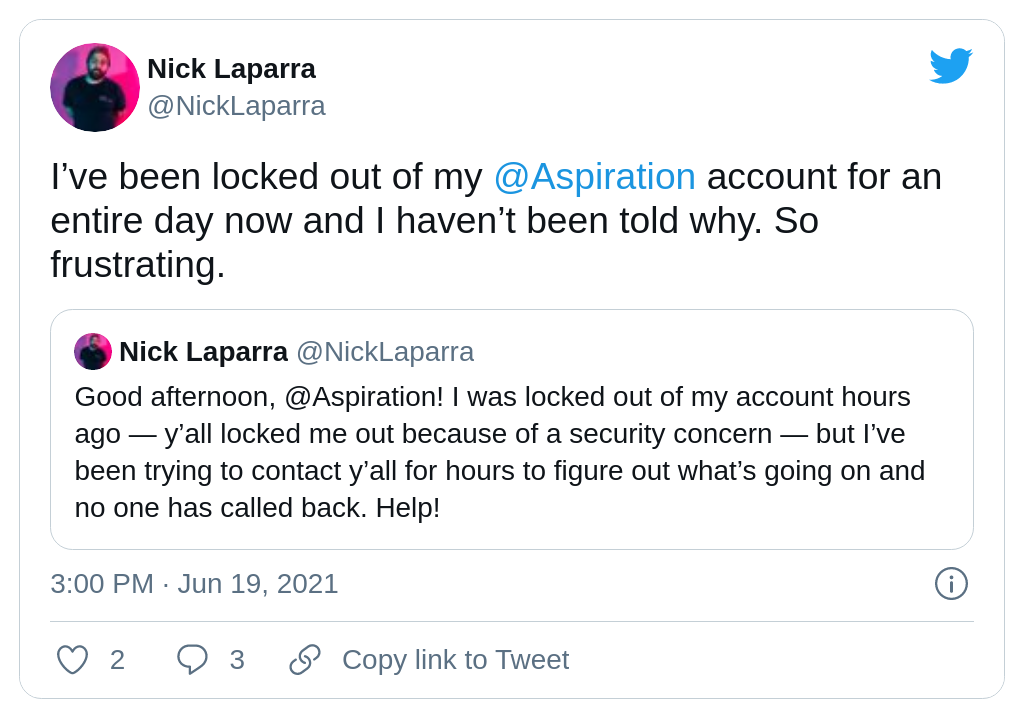 Nick Laparra
@NickLaparra
I’ve been locked out of my @Aspiration account for an
entire day now and I haven’t been told why. So
frustrating.
Nick Laparra @NickLaparra
Good afternoon, @Aspiration! I was locked out of my account hours
ago — y’all locked me out because of a security concern — but I’ve
been trying to contact y’all for hours to figure out what’s going on and
no one has called back. Help!
3:00 PM · Jun 19, 2021
2 3 Copy link to Tweet